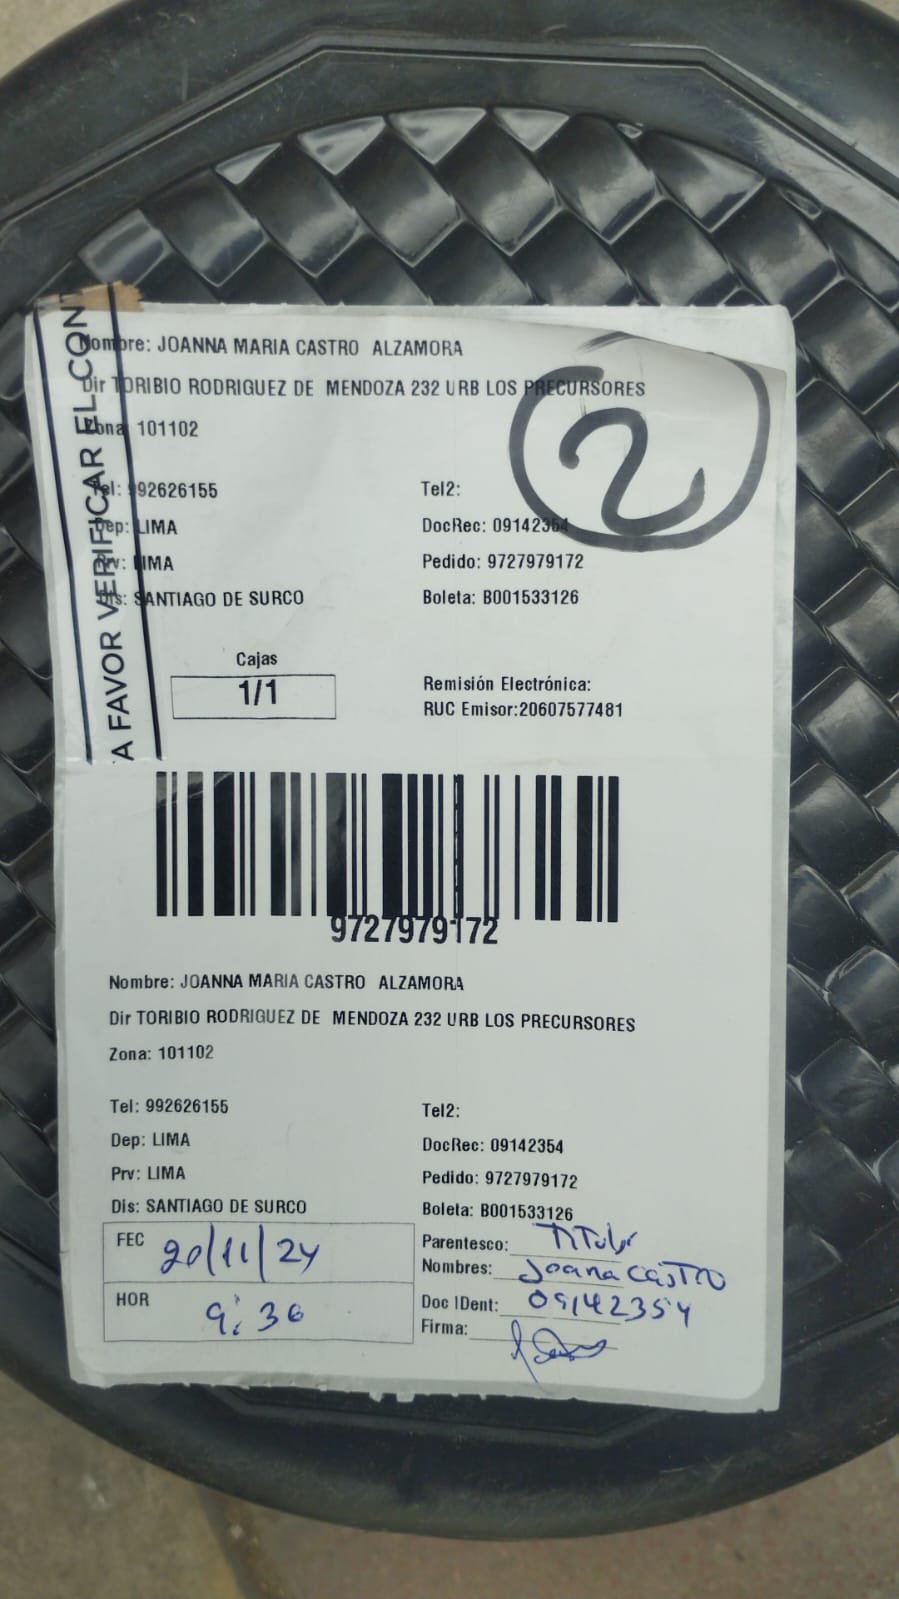 A FAVOR VERIFICAR EL CONT
Nombre: JOANNA MARIA CASTRO ALZAMORA
Dir TORIBIO RODRIGUEZ DE MENDOZA 232 URB LOS PRECURSORES
Zona: 101102
2
Tel: 992626155
Tel2:
Dep: LIMA
DocRec: 09142354
Prv: LIMA
Pedido: 9727979172
Dis: SANTIAGO DE SURCO
Boleta: B001533126
Cajas
1/1
Remisión Electrónica:
RUC Emisor:20607577481
9727979172
Nombre: JOANNA MARIA CASTRO ALZAMORA
Dir TORIBIO RODRIGUEZ DE MENDOZA 232 URB LOS PRECURSORES
Zona: 101102
Tel: 992626155
Tel2:
Dep: LIMA
DocRec: 09142354
Prv: LIMA
Pedido: 9727979172
Dis: SANTIAGO DE SURCO
Boleta: B001533126
FEC 20/11/24
Parentesco: Titular
Nombres: Joana CASTRO
HOR 9:36
Doc IDent: 09142354
Firma: